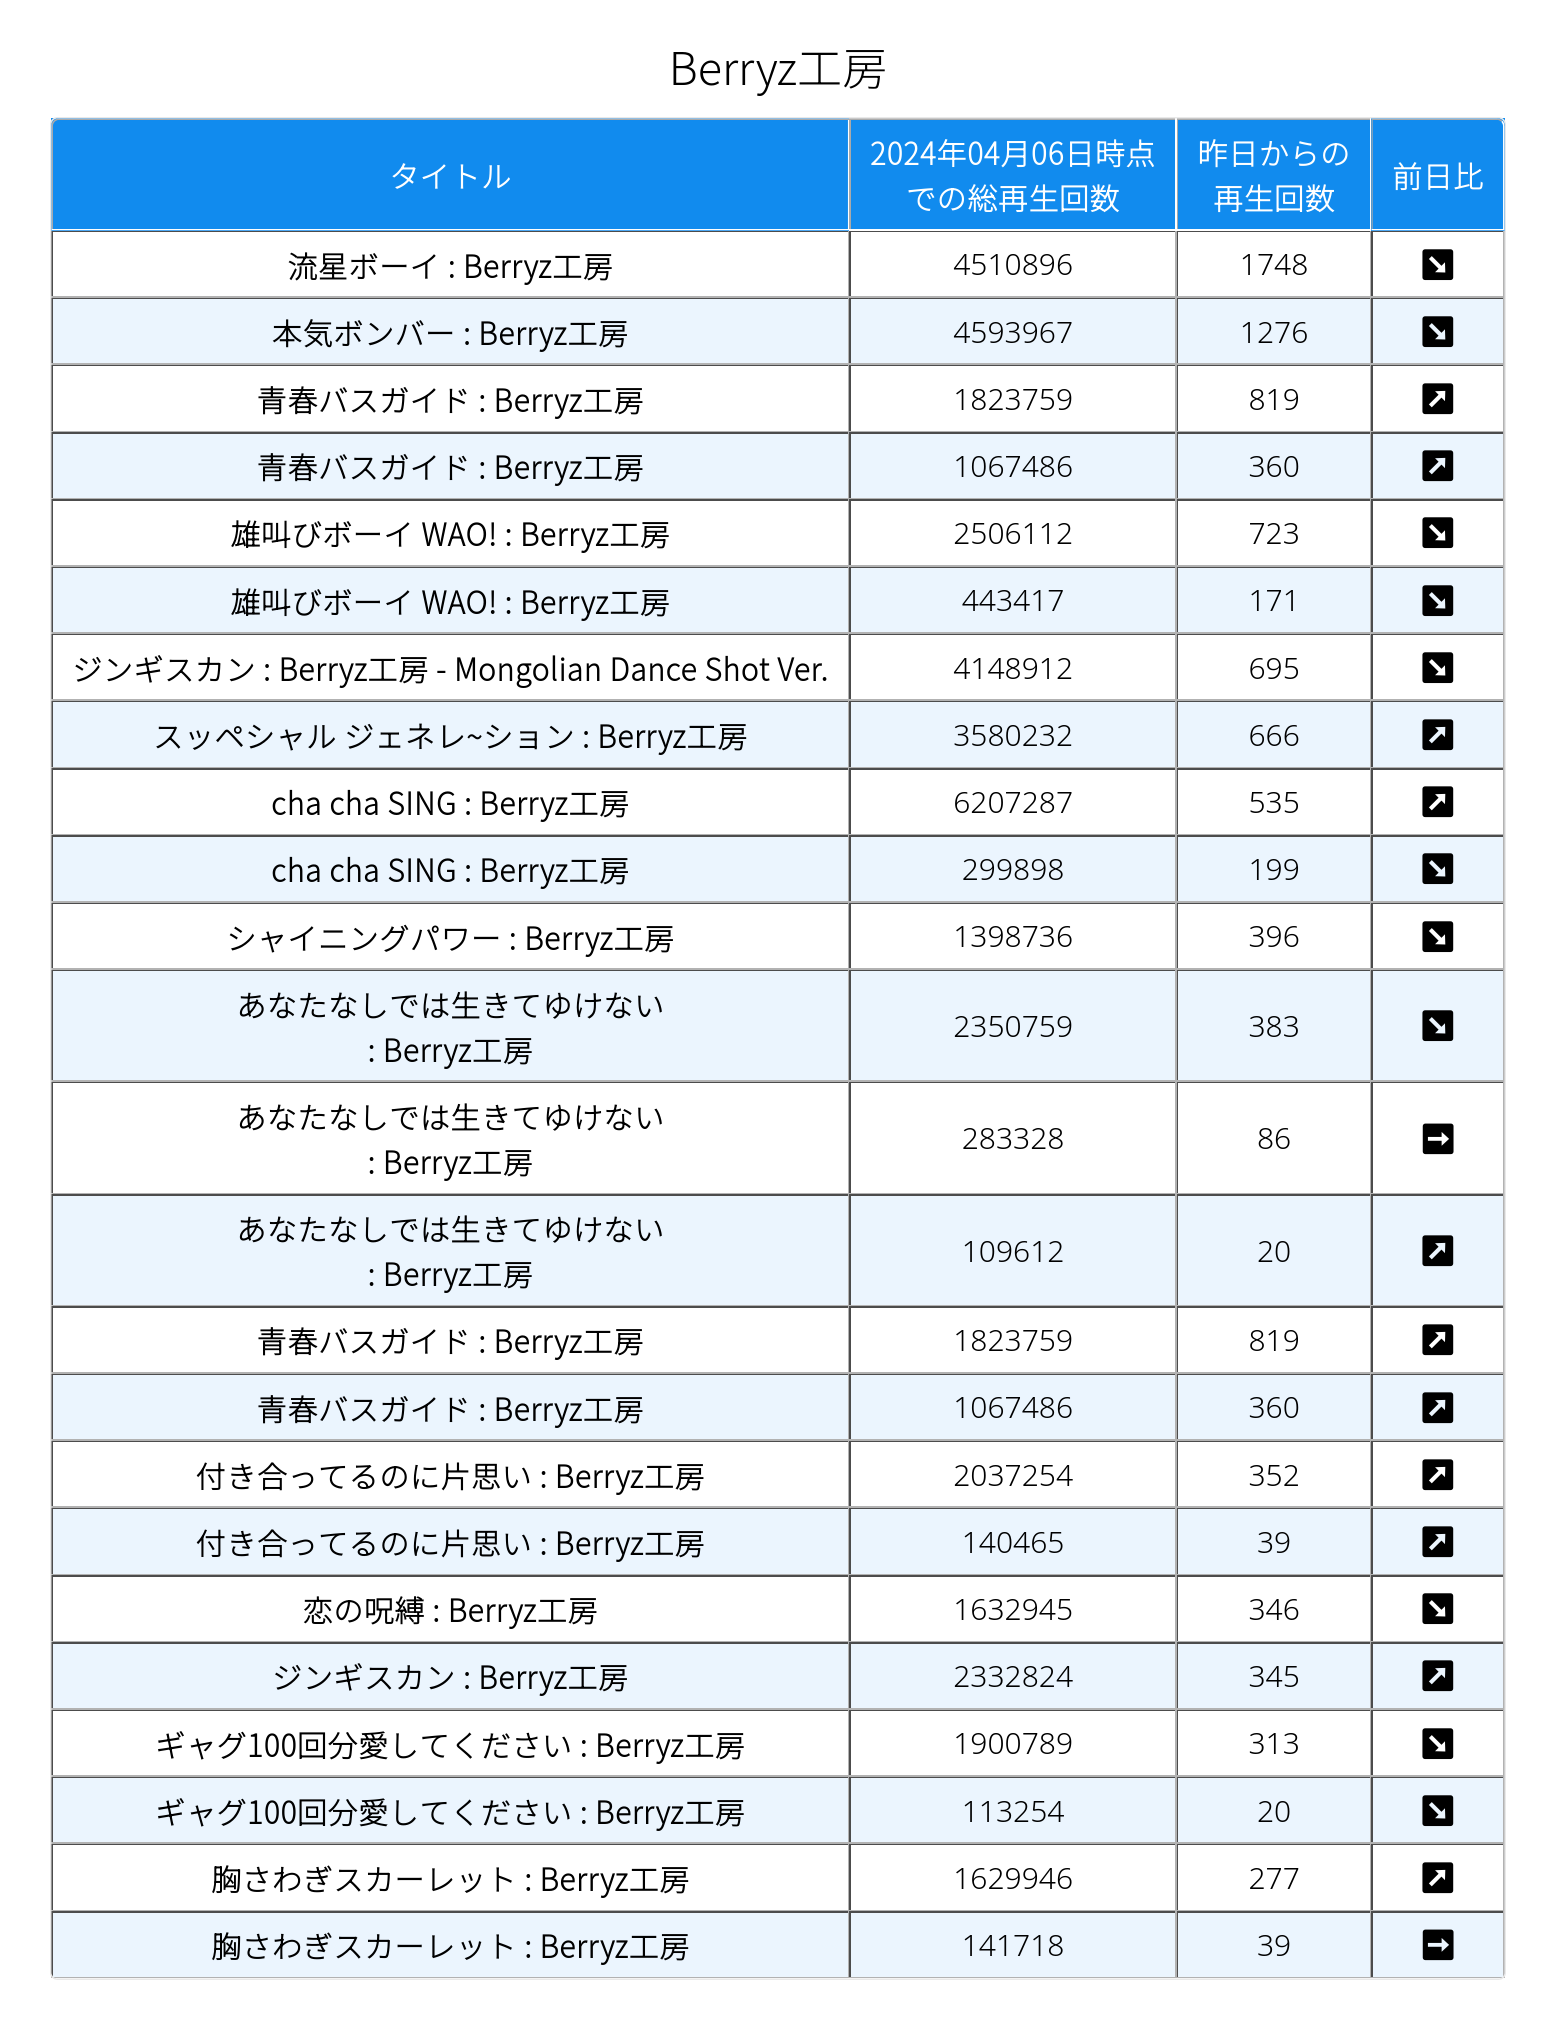 Berryz工房
タイトル 2024年04月06日時点 昨日からの 前日比
での総再生回数 再生回数
流星ボーイ : Berryz工房 4510896 1748 ↘
本気ボンバー : Berryz工房 4593967 1276 ↘
青春バスガイド : Berryz工房 1823759 819 ↗
青春バスガイド : Berryz工房 1067486 360 ↗
雄叫びボーイ WAO! : Berryz工房 2506112 723 ↘
雄叫びボーイ WAO! : Berryz工房 443417 171 ↘
ジンギスカン : Berryz工房 - Mongolian Dance Shot Ver. 4148912 695 ↘
スッペシャル ジェネレ~ション : Berryz工房 3580232 666 ↗
cha cha SING : Berryz工房 6207287 535 ↗
cha cha SING : Berryz工房 299898 199 ↘
シャイニングパワー : Berryz工房 1398736 396 ↘
あなたなしでは生きてゆけない
: Berryz工房 2350759 383 ↘
あなたなしでは生きてゆけない
: Berryz工房 283328 86 →
あなたなしでは生きてゆけない
: Berryz工房 109612 20 ↗
青春バスガイド : Berryz工房 1823759 819 ↗
青春バスガイド : Berryz工房 1067486 360 ↗
付き合ってるのに片思い : Berryz工房 2037254 352 ↗
付き合ってるのに片思い : Berryz工房 140465 39 ↗
恋の呪縛 : Berryz工房 1632945 346 ↘
ジンギスカン : Berryz工房 2332824 345 ↗
ギャグ100回分愛してください : Berryz工房 1900789 313 ↘
ギャグ100回分愛してください : Berryz工房 113254 20 ↘
胸さわぎスカーレット : Berryz工房 1629946 277 ↗
胸さわぎスカーレット : Berryz工房 141718 39 →